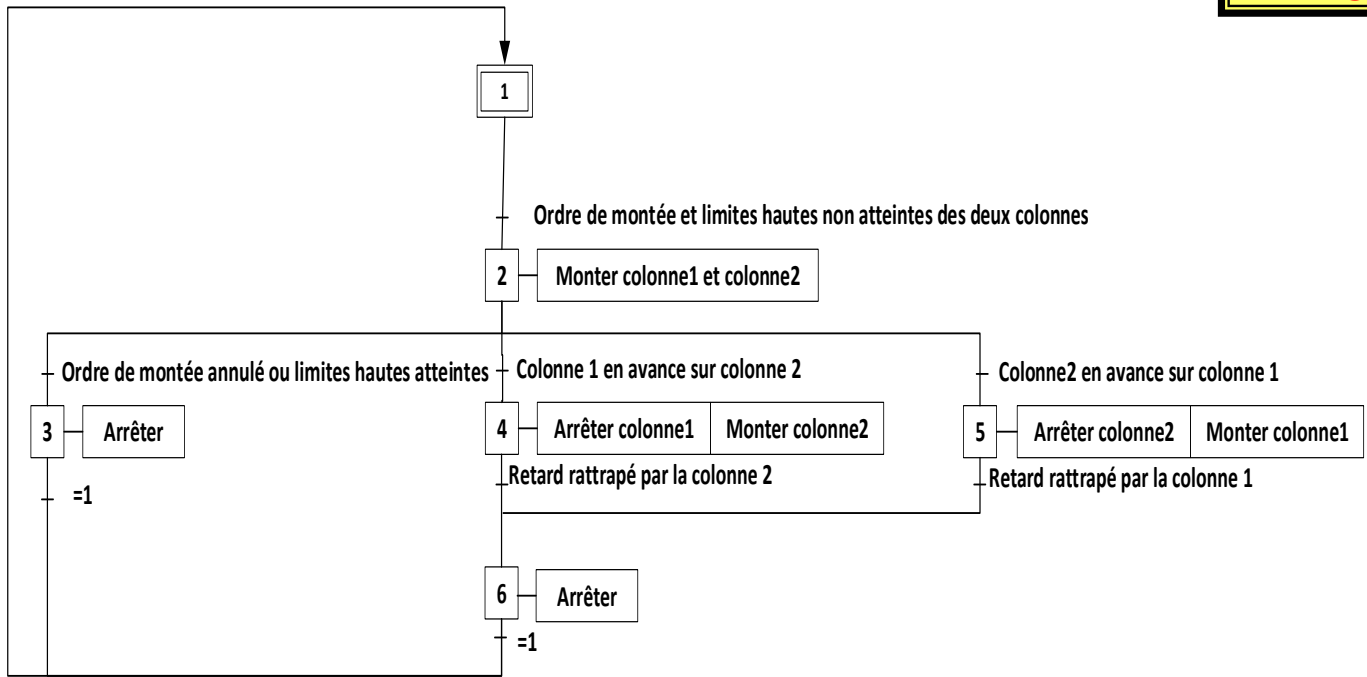 1
Ordre de montée et limites hautes non atteintes des deux colonnes
2
Monter colonne1 et colonne2
Ordre de montée annulé ou limites hautes atteintes
Colonne 1 en avance sur colonne 2
Colonne2 en avance sur colonne 1
3
Arrêter
4
Arrêter colonne1
Monter colonne2
5
Arrêter colonne2
Monter colonne1
=1
Retard rattrapé par la colonne 2
Retard rattrapé par la colonne 1
6
Arrêter
=1